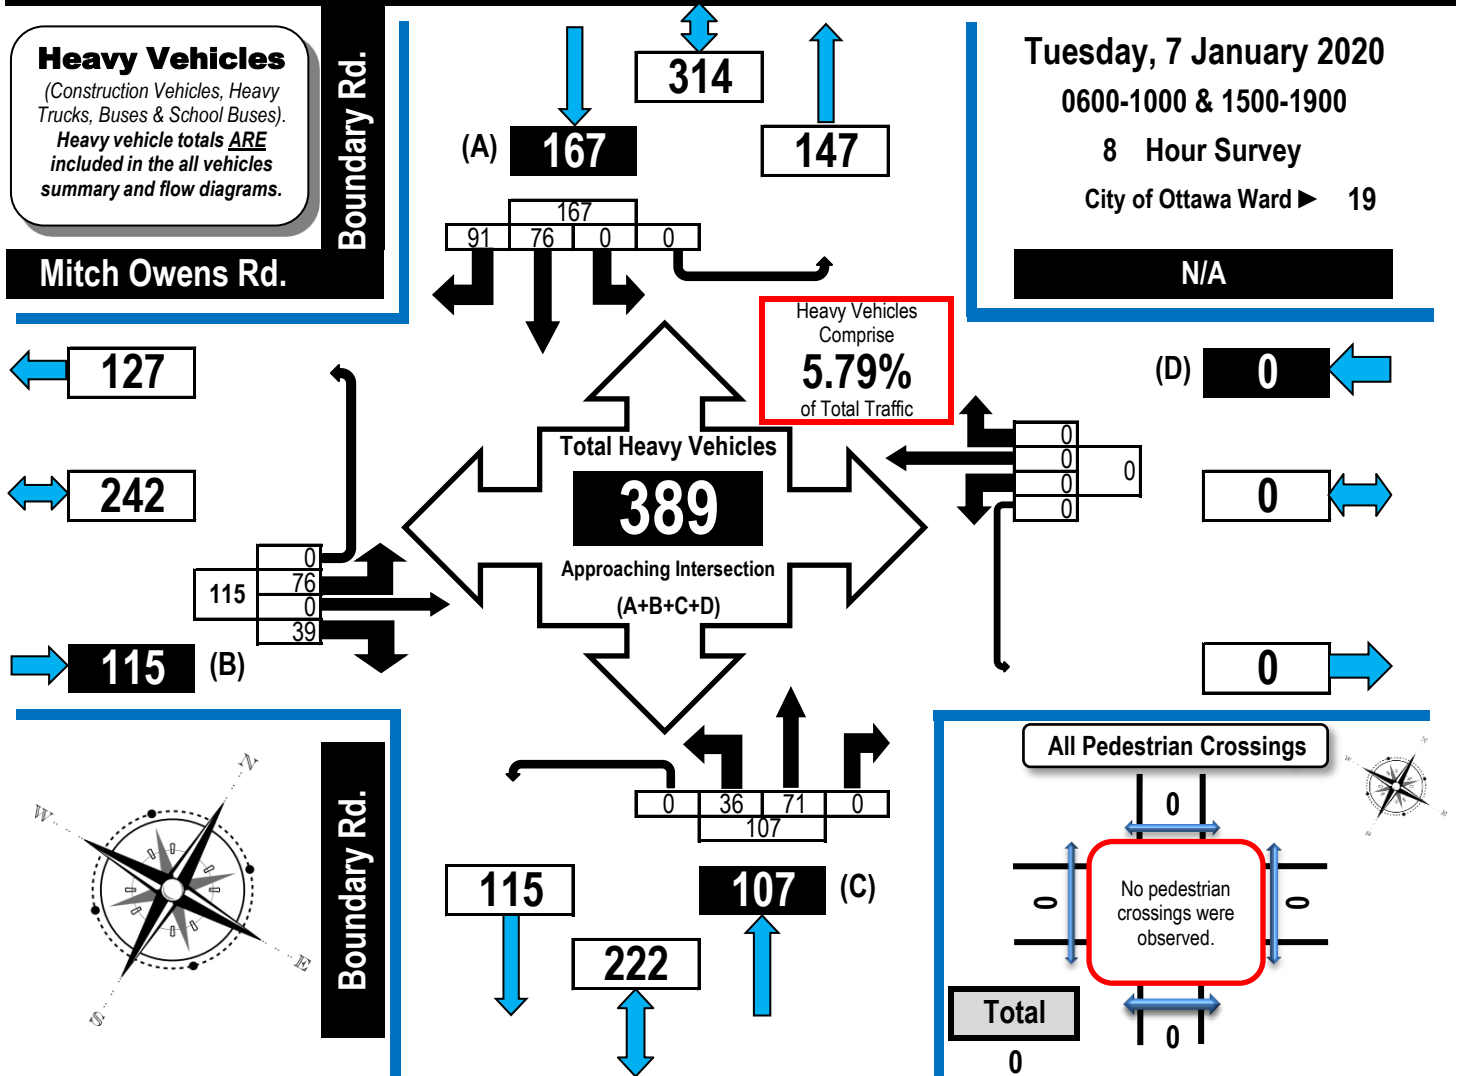 Heavy Vehicles
(Construction Vehicles, Heavy
Trucks, Buses & School Buses).
Heavy vehicle totals ARE
included in the all vehicles
summary and flow diagrams.
Boundary Rd.
Mitch Owens Rd.
314
(A) 167
147
167
91 76 0 0
Tuesday, 7 January 2020
0600-1000 & 1500-1900
8 Hour Survey
City of Ottawa Ward ► 19
N/A
Heavy Vehicles
Comprise
5.79%
of Total Traffic
127
242
0
76
0
39
115
115 (B)
Total Heavy Vehicles
389
Approaching Intersection
(A+B+C+D)
(D) 0
0
0
0
0
0
0
0
0 36 71 0
107
115
107 (C)
222
Boundary Rd.
N
W
E
S
All Pedestrian Crossings
N
W
E
S
0
0
No pedestrian
crossings were
observed.
0
0
Total
0